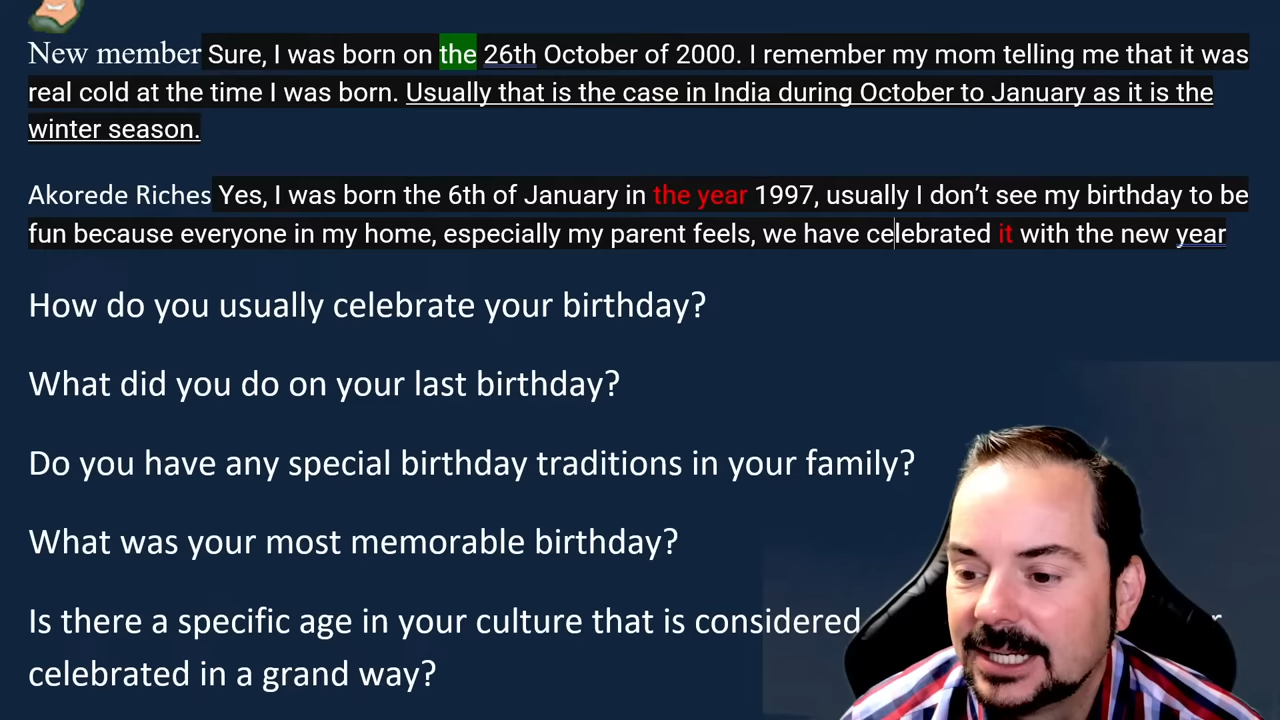 New member Sure, I was born on the 26th October of 2000. I remember my mom telling me that it was
real cold at the time I was born. Usually that is the case in India during October to January as it is the
winter season.
Akorede Riches Yes, I was born the 6th of January in the year 1997, usually I don’t see my birthday to be
fun because everyone in my home, especially my parent feels, we have celebrated it with the new year
How do you usually celebrate your birthday?
What did you do on your last birthday?
Do you have any special birthday traditions in your family?
What was your most memorable birthday?
Is there a specific age in your culture that is considered
celebrated in a grand way?